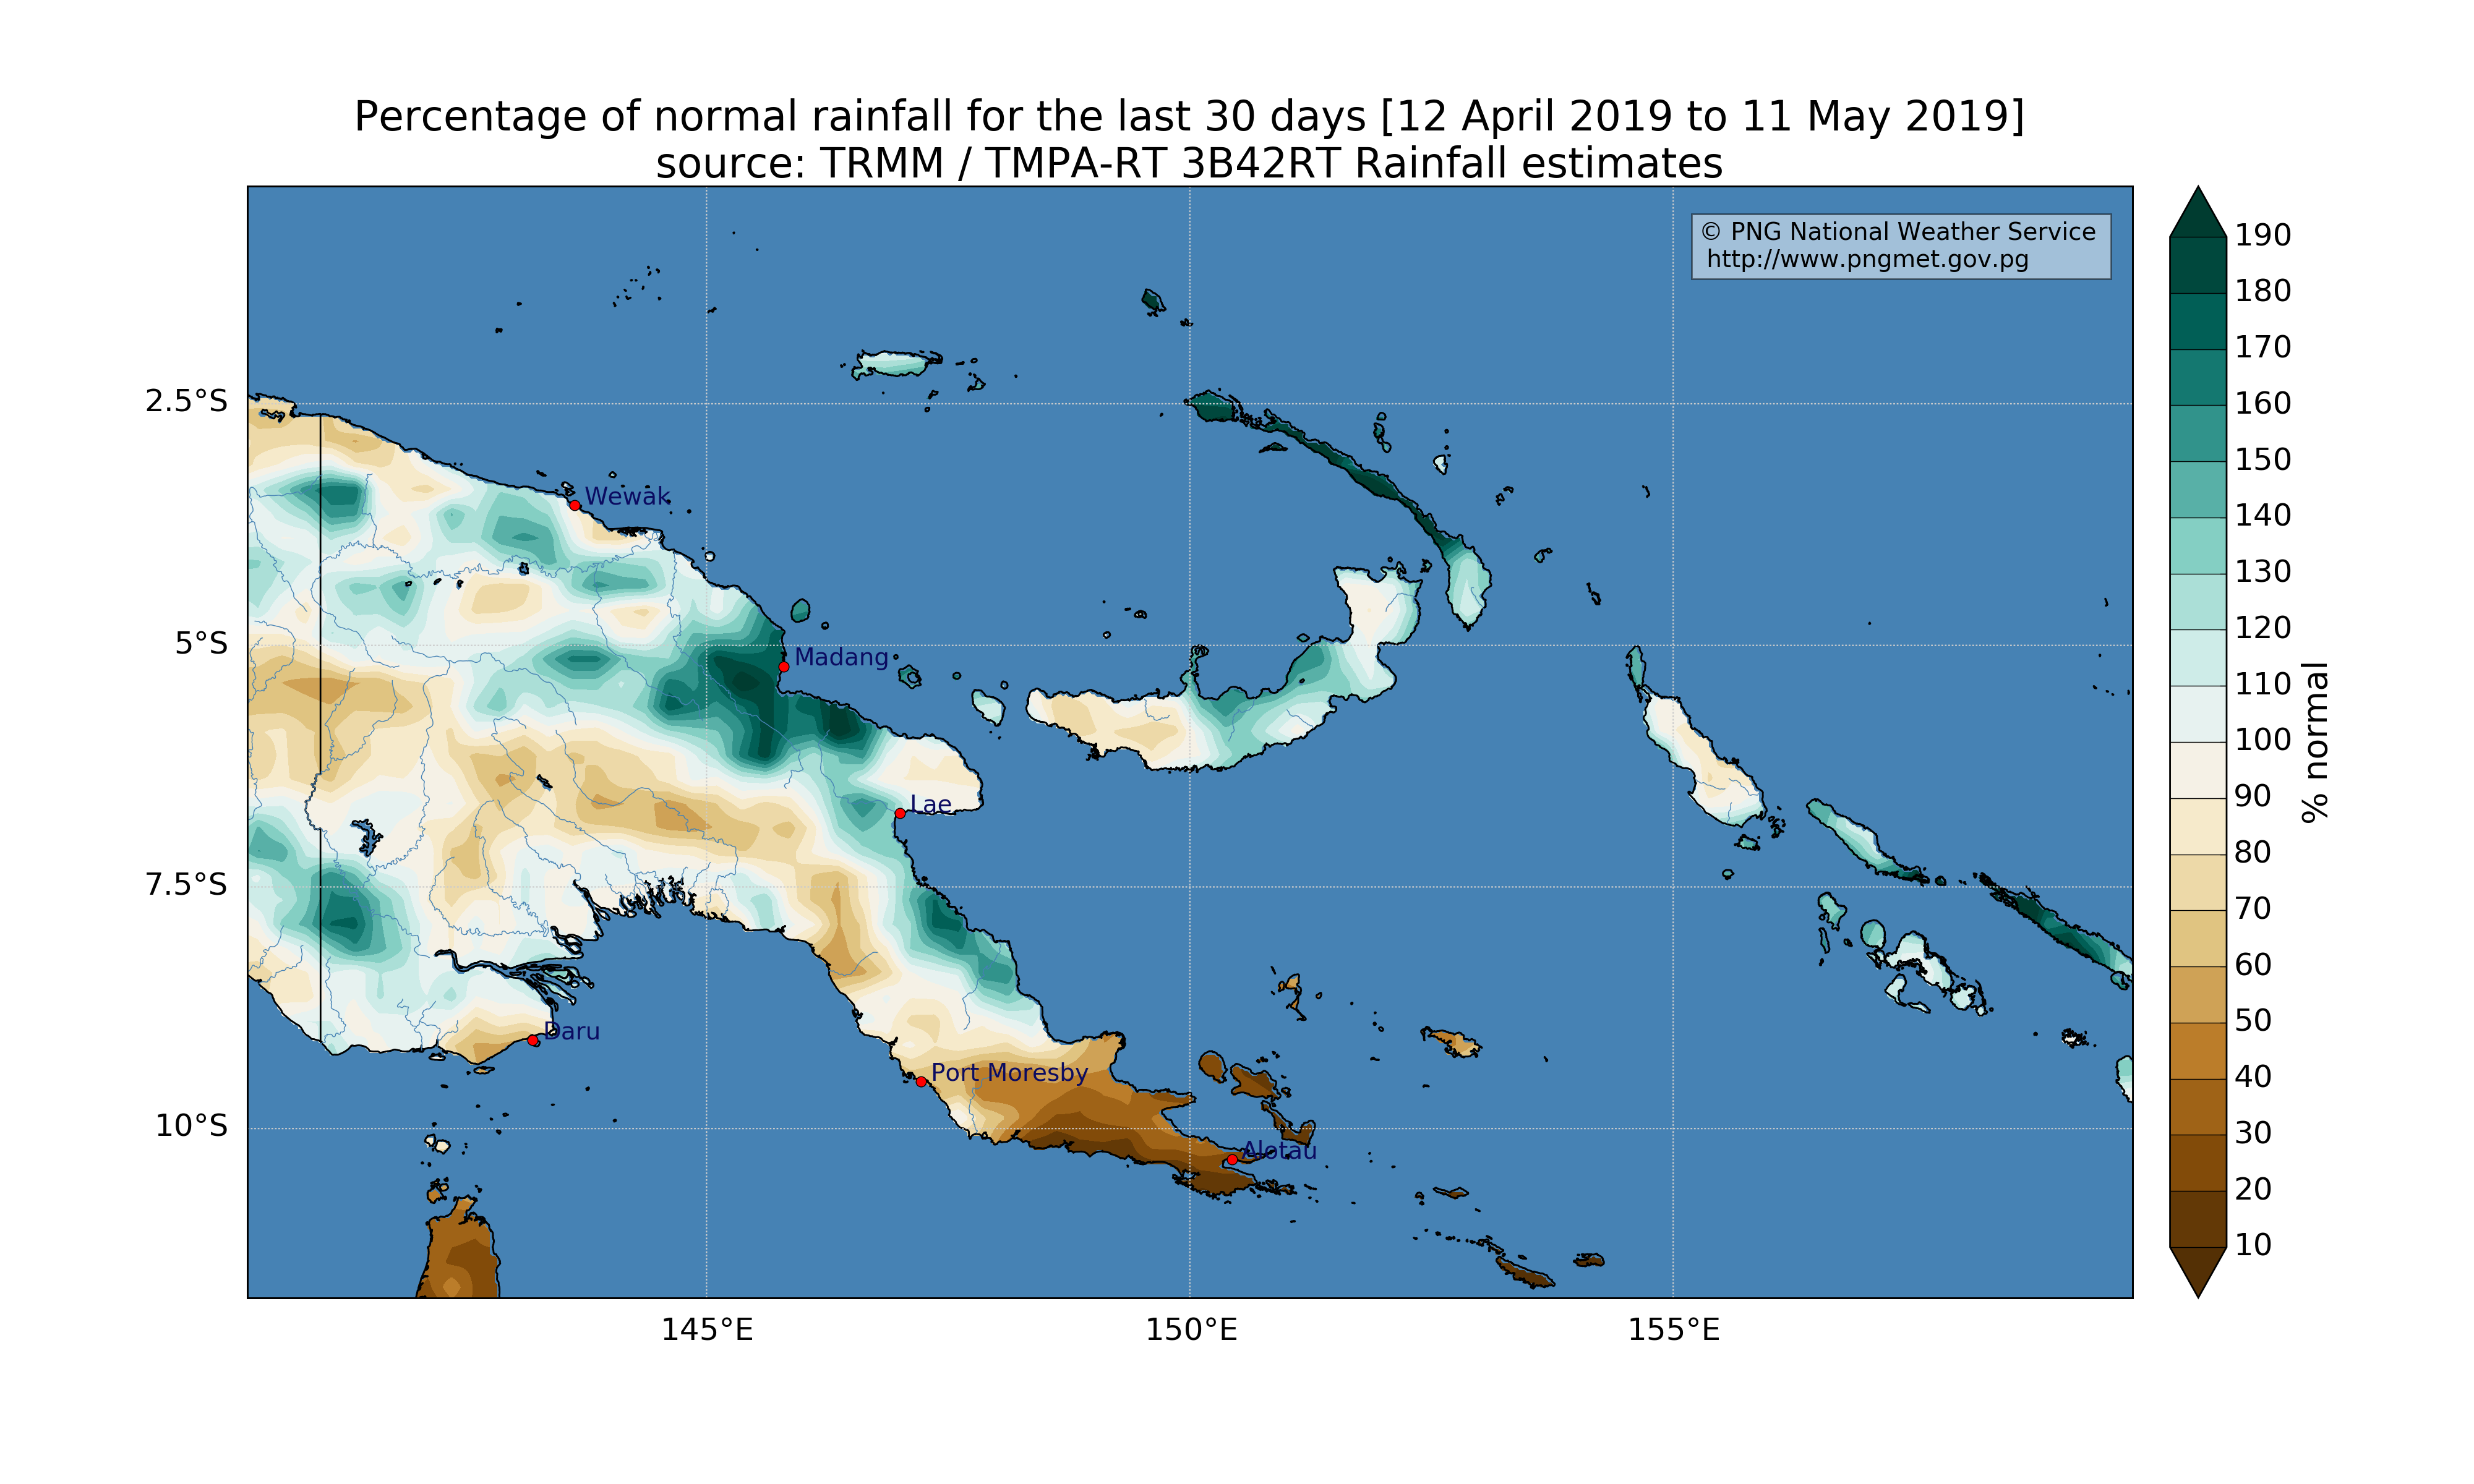 Percentage of normal rainfall for the last 30 days [12 April 2019 to 11 May 2019]
source: TRMM / TMPA-RT 3B42RT Rainfall estimates
© PNG National Weather Service
http://www.pngmet.gov.pg
2.5°S
5°S
7.5°S
10°S
Wewak
Madang
Lae
Daru
Port Moresby
Alotau
145°E
150°E
155°E
190
180
170
160
150
140
130
120
110
100
90
80
70
60
50
40
30
20
10
% normal